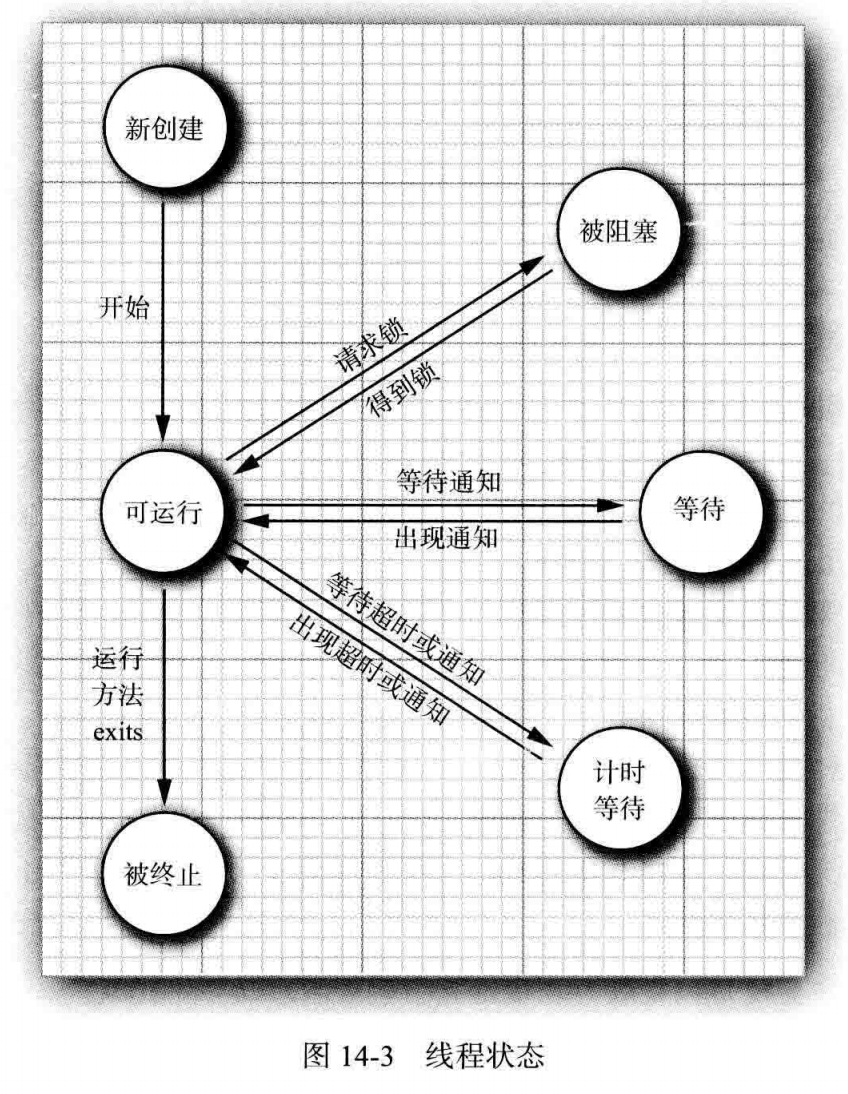 新创建
被阻塞
开始
请求锁
得到锁
等待通知
可运行
等待
出现通知
等待超时或通知
出现超时或通知
运行
方法
exits
计时
等待
被终止
图 14-3　线程状态